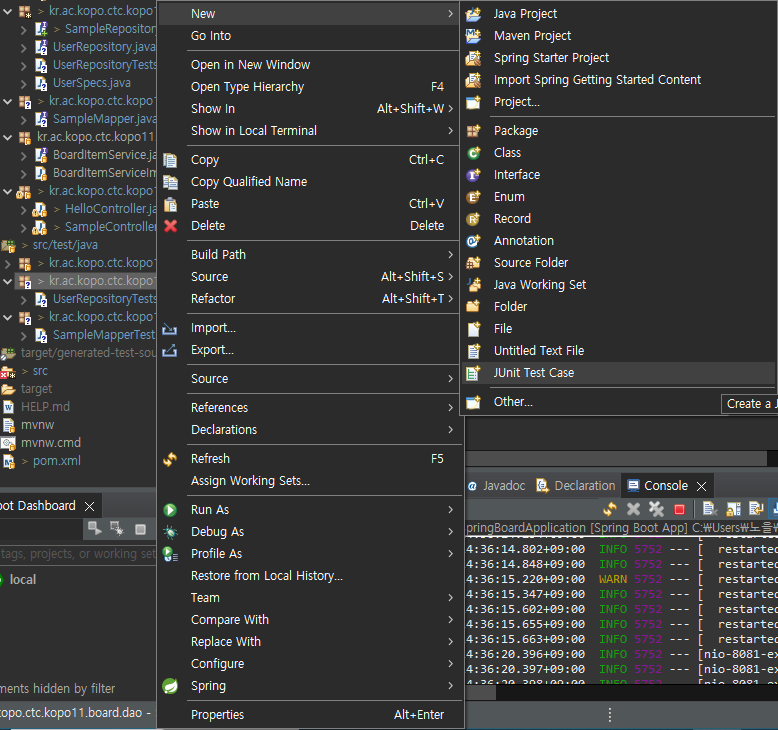 kr.ac.kopo.ctc.kopo1
SampleRepository
UserRepository.java
UserRepositoryTests
UserSpecs.java
kr.ac.kopo.ctc.kopo1
SampleMapper.java
kr.ac.kopo.ctc.kopo11
BoardItemService.ja
BoardItemServiceIm
kr.ac.kopo.ctc.kopo1
HelloController.ja
SampleController
src/test/java
kr.ac.kopo.ctc.kopo1
kr.ac.kopo.ctc.kopo1
UserRepositoryTests
kr.ac.kopo.ctc.kopo1
SampleMapperTest
target/generated-test-sou
src
target
HELP.md
mvnw
mvnw.cmd
pom.xml
oot Dashboard
tags, projects, or working set
local
ments hidden by filter
kopo.ctc.kopo11.board.dao -
New
Go Into
Open in New Window
Open Type Hierarchy F4
Show In Alt+Shift+W
Show in Local Terminal
Copy Ctrl+C
Copy Qualified Name
Paste Ctrl+V
Delete Delete
Build Path
Source Alt+Shift+S
Refactor Alt+Shift+T
Import...
Export...
Source
References
Declarations
Refresh F5
Assign Working Sets...
Run As
Debug As
Profile As
Restore from Local History...
Team
Compare With
Replace With
Configure
Spring
Properties Alt+Enter
Java Project
Maven Project
Spring Starter Project
Import Spring Getting Started Content
Project...
Package
Class
Interface
Enum
Record
Annotation
Source Folder
Java Working Set
Folder
File
Untitled Text File
JUnit Test Case
Other...
Create a J
Javadoc Declaration Console
pringBoardApplication [Spring Boot App] C:₩Users₩노을₩
4:36:14.802+09:00 INFO 5752 --- [ restarted
4:36:14.848+09:00 INFO 5752 --- [ restarted
4:36:15.220+09:00 WARN 5752 --- [ restarted
4:36:15.347+09:00 INFO 5752 --- [ restarted
4:36:15.602+09:00 INFO 5752 --- [ restarted
4:36:15.655+09:00 INFO 5752 --- [ restarted
4:36:15.663+09:00 INFO 5752 --- [ restarted
4:36:20.396+09:00 INFO 5752 --- [nio-8081-ex
4:36:20.397+09:00 INFO 5752 --- [nio-8081-ex
4:36:20.398+09:00 INFO 5752 --- [nio-8081-ex